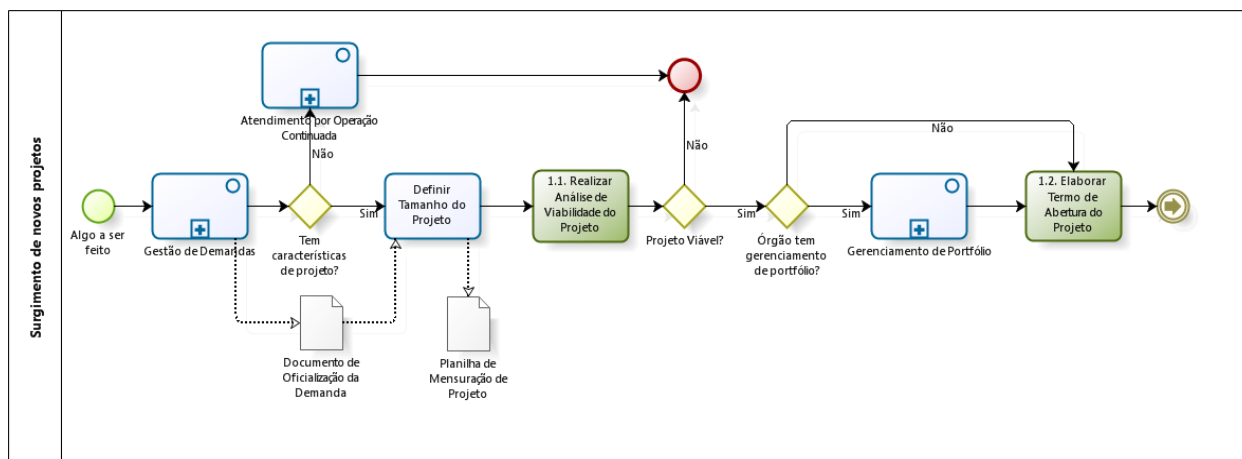 Surgimento de novos projetos
Algo a ser
feito
Gestão de Demandas
Tem
características
de projeto?
Não
Atendimento por Operação
Continuada
Sim
Definir
Tamanho do
Projeto
Documento de
Oficialização da
Demanda
Planilha de
Mensuração de
Projeto
1.1. Realizar
Análise de
Viabilidade do
Projeto
Projeto Viável?
Não
Sim
Órgão tem
gerenciamento
de portfólio?
Não
Sim
Gerenciamento de Portfólio
1.2. Elaborar
Termo de
Abertura do
Projeto